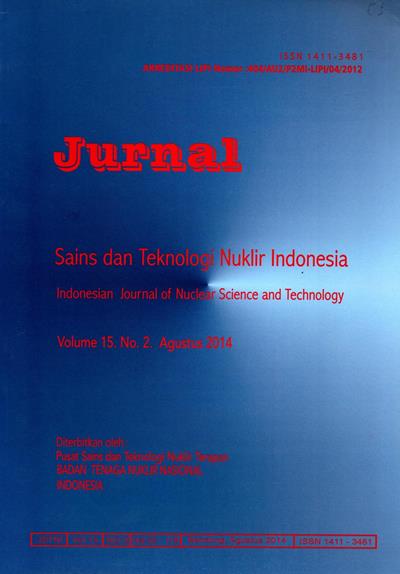 ISSN 1411-3481
AKREDITASI LIPI Nomor :404/AU2/P2MI-LIPI/04/2012
Jurnal
Sains dan Teknologi Nuklir Indonesia
Indonesian Journal of Nuclear Science and Technology
Volume 15. No. 2. Agustus 2014
Diterbitkan oleh :
Pusat Sains dan Teknologi Nuklir Terapan
BADAN TENAGA NUKLIR NASIONAL
INDONESIA
Bandung, Agustus 2014 ISSN 1411 - 3481